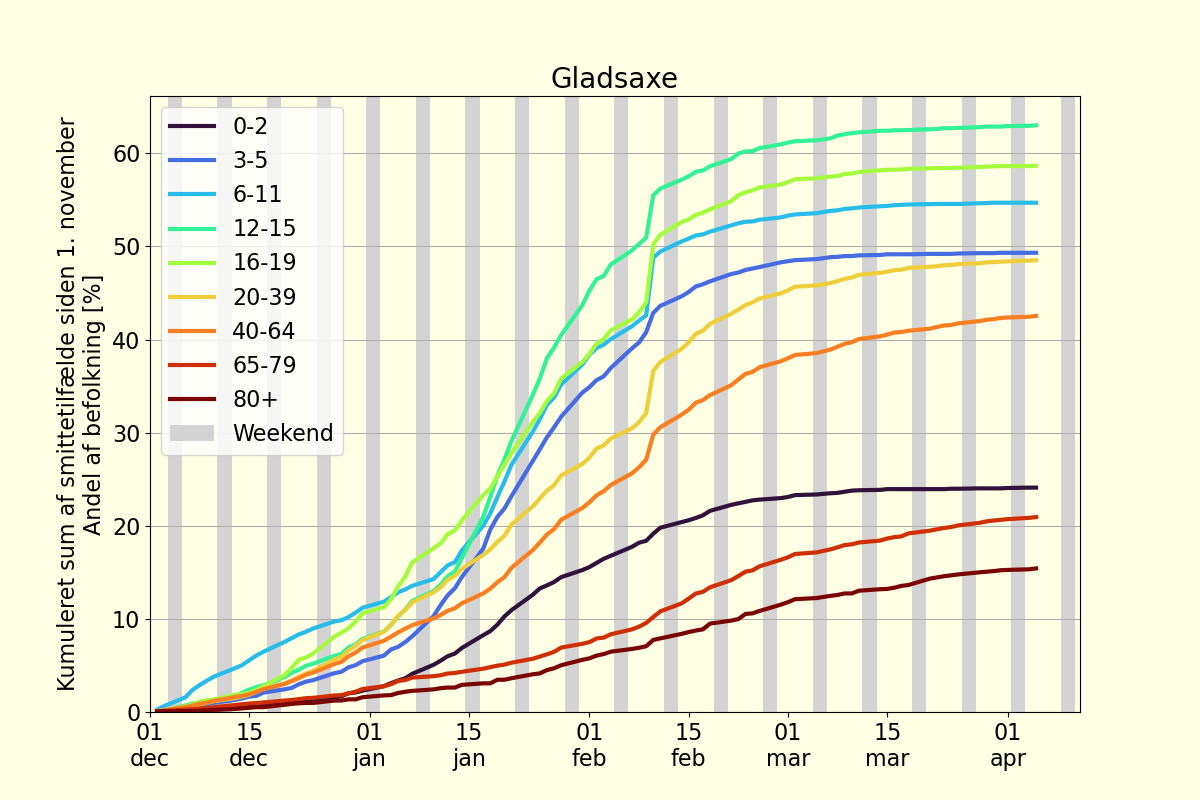 Gladsaxe
Kumuleret sum af smittetilfælde siden 1. november
Andel af befolkning [%]
0-2
3-5
6-11
12-15
16-19
20-39
40-64
65-79
80+
Weekend
60
50
40
30
20
10
0
01 dec
15 dec
01 jan
15 jan
01 feb
15 feb
01 mar
15 mar
01 apr